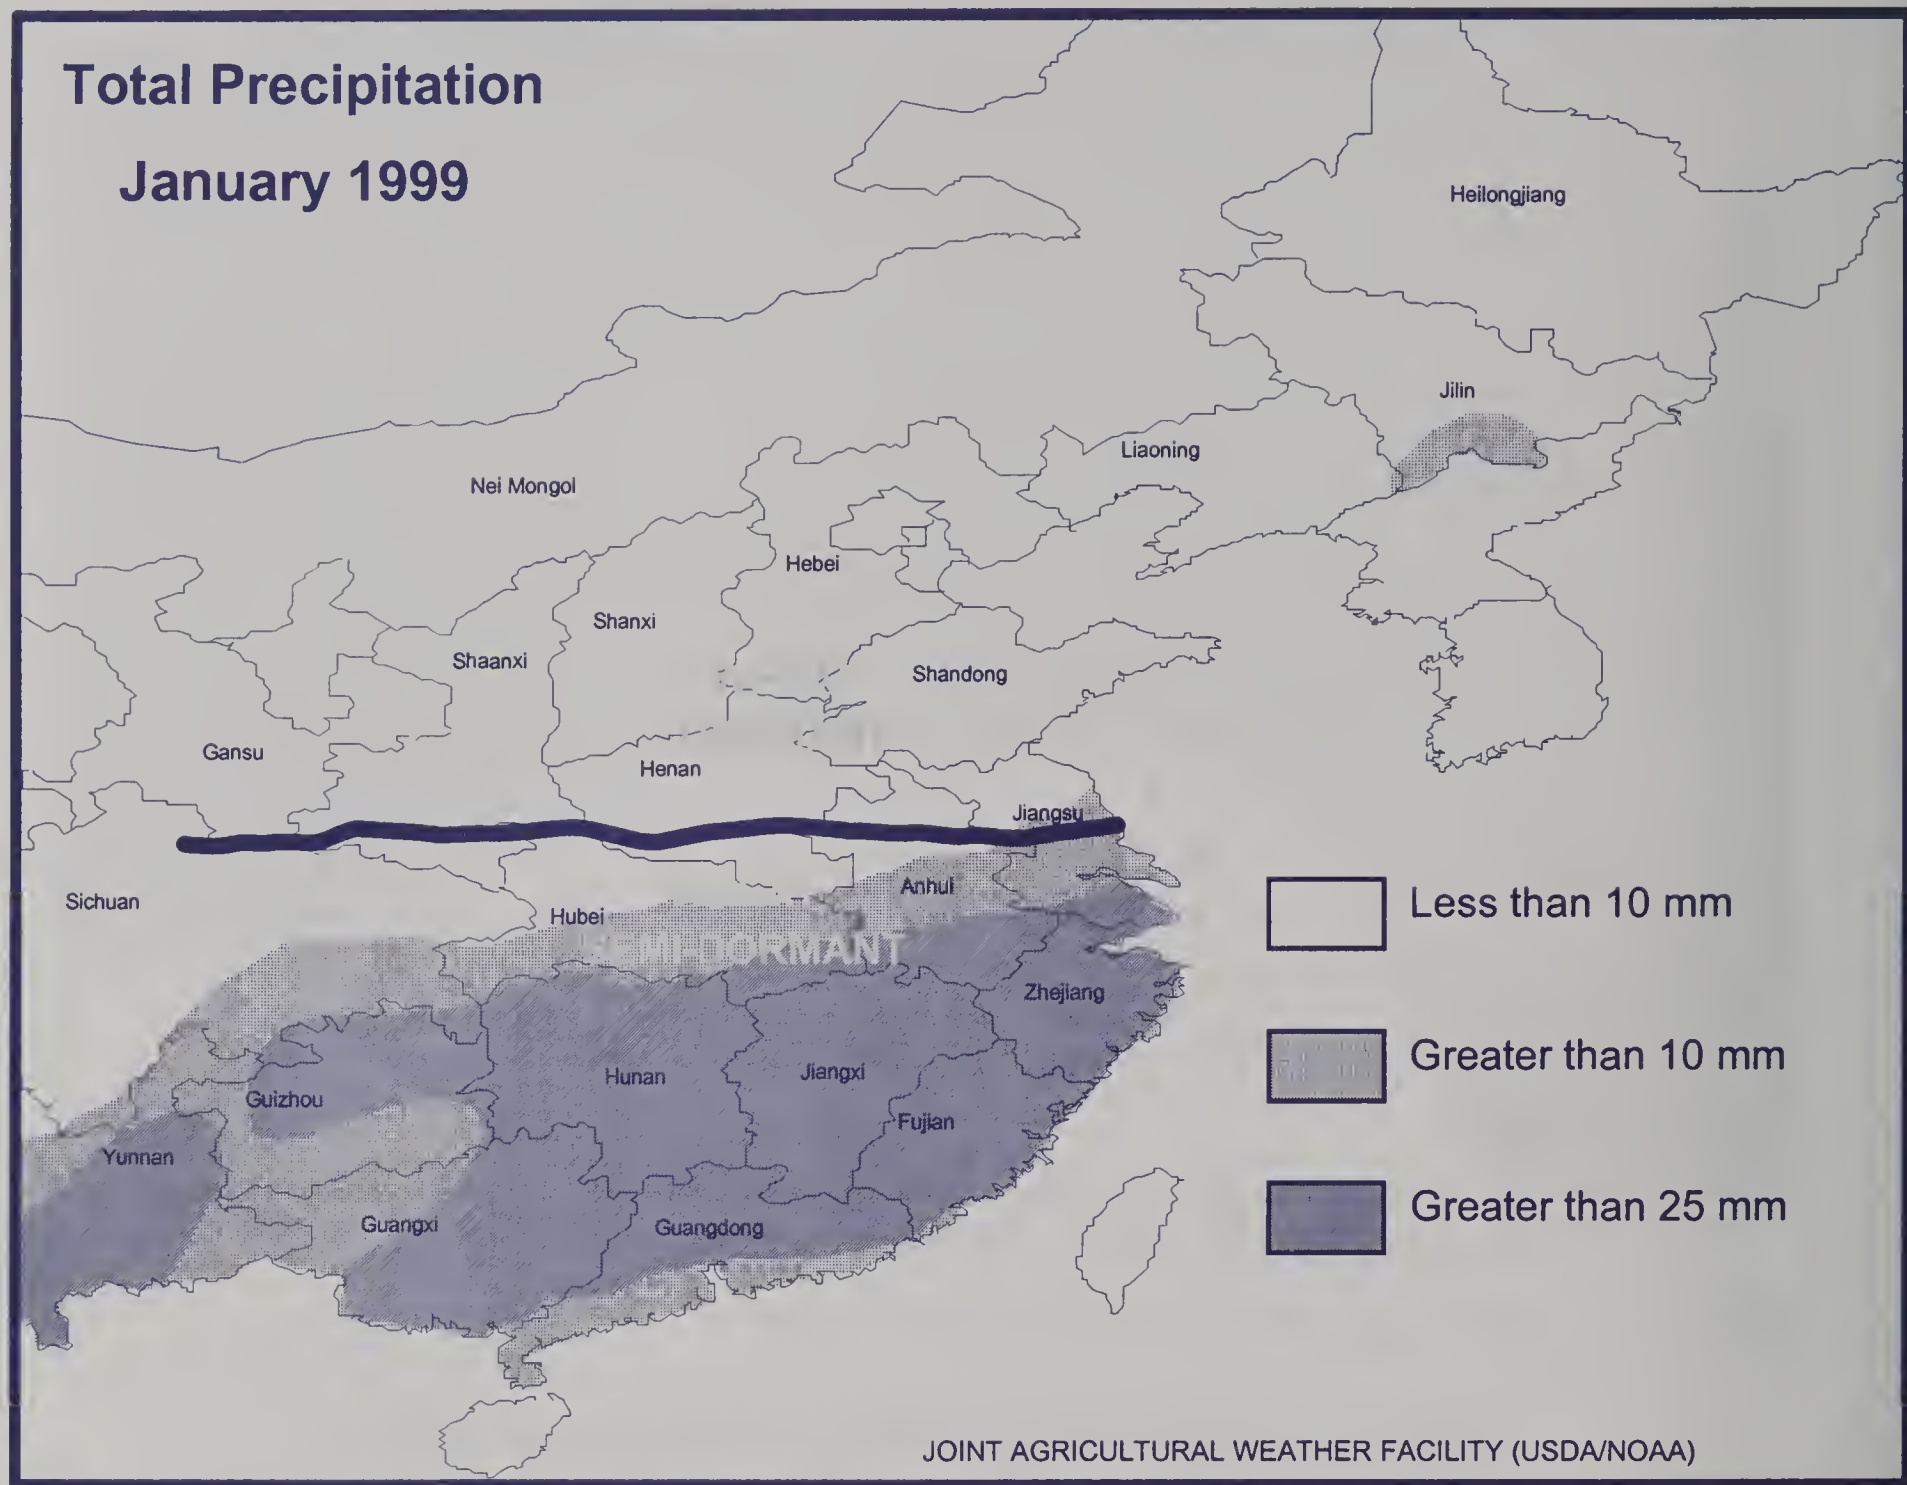 Total Precipitation
January 1999
Heilongjiang
Jilin
Liaoning
Nei Mongol
Hebei
Shanxi
Shaanxi
Shandong
Gansu
Henan
Jiangsu
Sichuan
Anhui
Hubei
SEMI-DORMANT
Zhejiang
Hunan
Jiangxi
Guizhou
Fujian
Yunnan
Guangxi
Guangdong
Less than 10 mm
Greater than 10 mm
Greater than 25 mm
JOINT AGRICULTURAL WEATHER FACILITY (USDA/NOAA)